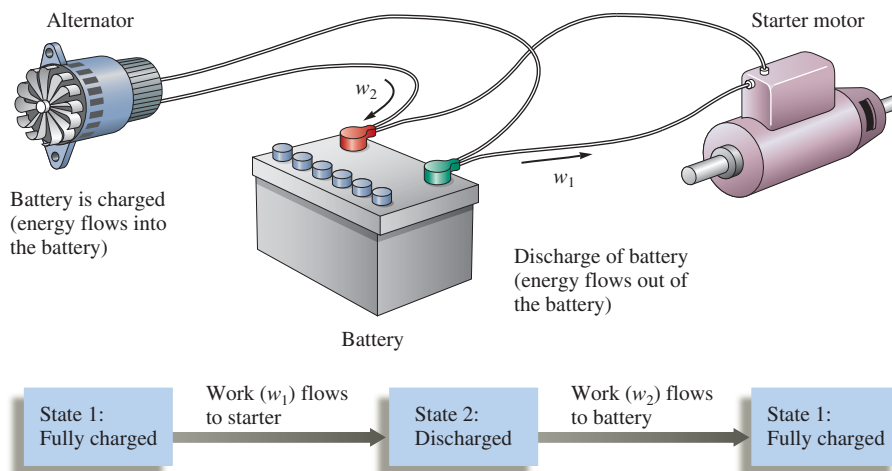 Alternator
Starter motor
w2
w1
Battery is charged
(energy flows into
the battery)
Discharge of battery
(energy flows out of
the battery)
Battery
State 1:
Fully charged
Work (w1) flows
to starter
State 2:
Discharged
Work (w2) flows
to battery
State 1:
Fully charged